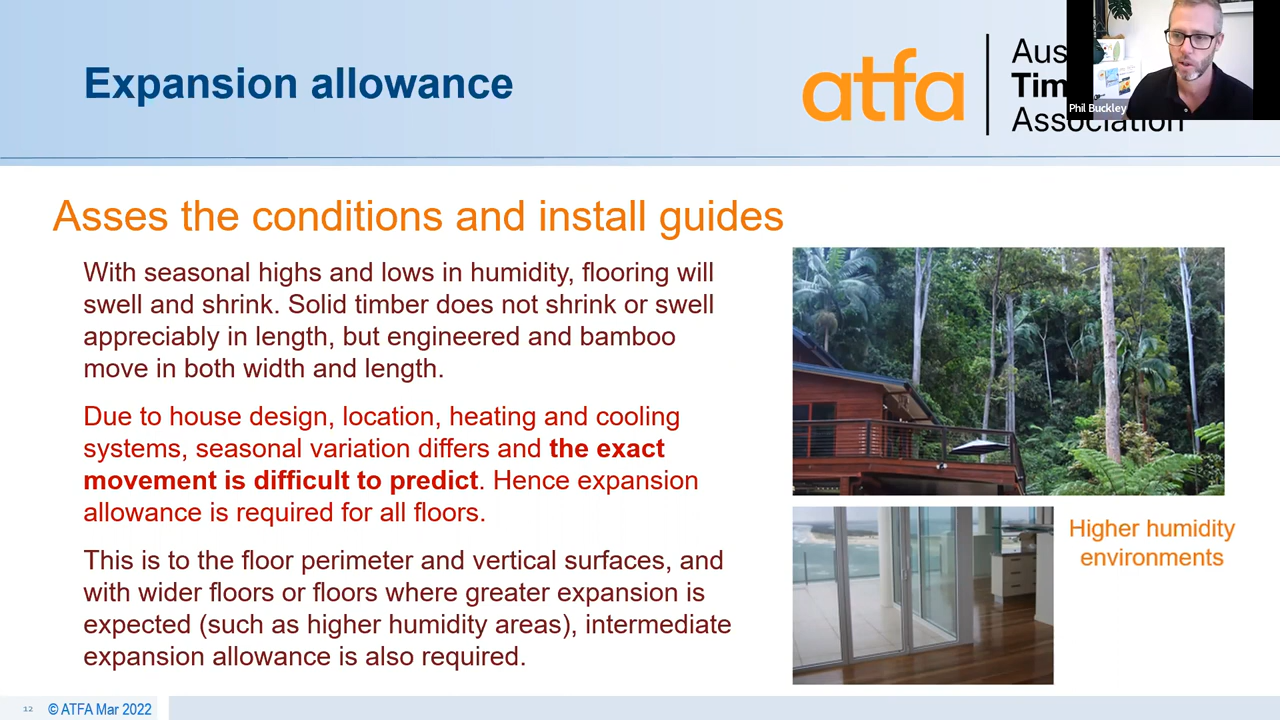 Expansion allowance
atfa
Aus
Tim
Association
Phil Buckley
Asses the conditions and install guides
With seasonal highs and lows in humidity, flooring will
swell and shrink. Solid timber does not shrink or swell
appreciably in length, but engineered and bamboo
move in both width and length.
Due to house design, location, heating and cooling
systems, seasonal variation differs and the exact
movement is difficult to predict. Hence expansion
allowance is required for all floors.
This is to the floor perimeter and vertical surfaces, and
with wider floors or floors where greater expansion is
expected (such as higher humidity areas), intermediate
expansion allowance is also required.
Higher humidity
environments
12 © ATFA Mar 2022